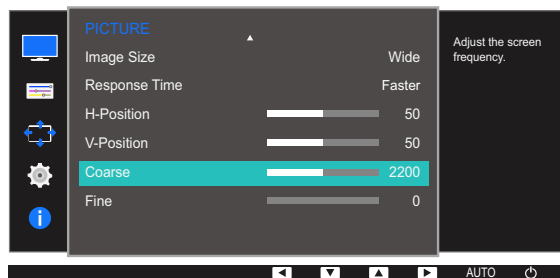 PICTURE
Image Size Wide
Response Time Faster
H-Position 50
V-Position 50
Coarse 2200
Fine 0
Adjust the screen
frequency.
AUTO